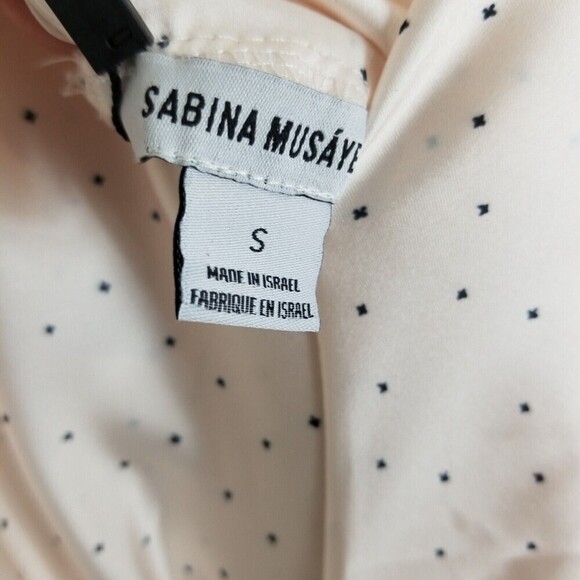 SABINA MUSÁYE
S
MADE IN ISRAEL
FABRIQUE EN ISRAEL